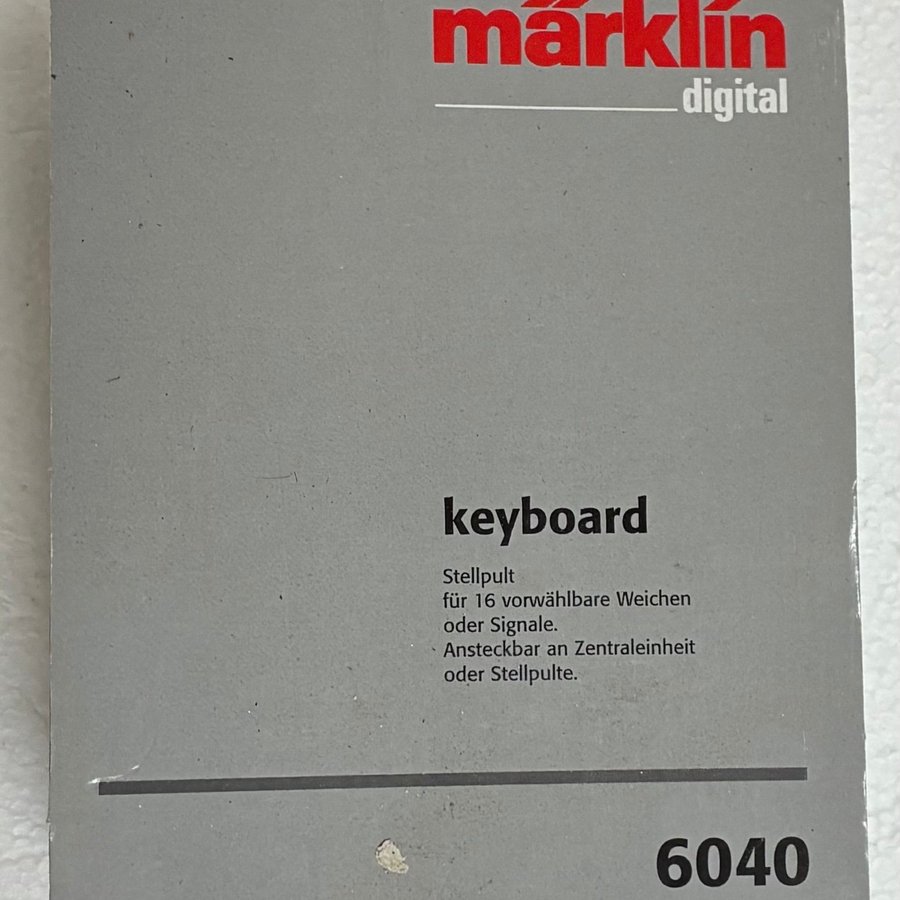 märklin
digital
keyboard
Stellpult
für 16 vorwählbare Weichen
oder Signale.
Ansteckbar an Zentraleinheit
oder Stellpulte.
6040